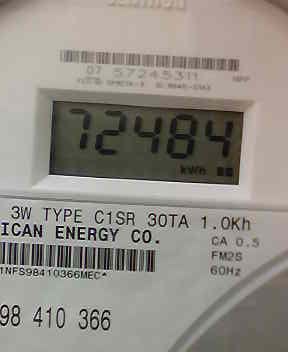 07 57245311
72484
kWh
3W TYPE C1SR 30TA 1.0Kh
ICAN ENERGY CO.
CA 0.5
FM2S
60Hz
1NFS98410366MEC*
98 410 366